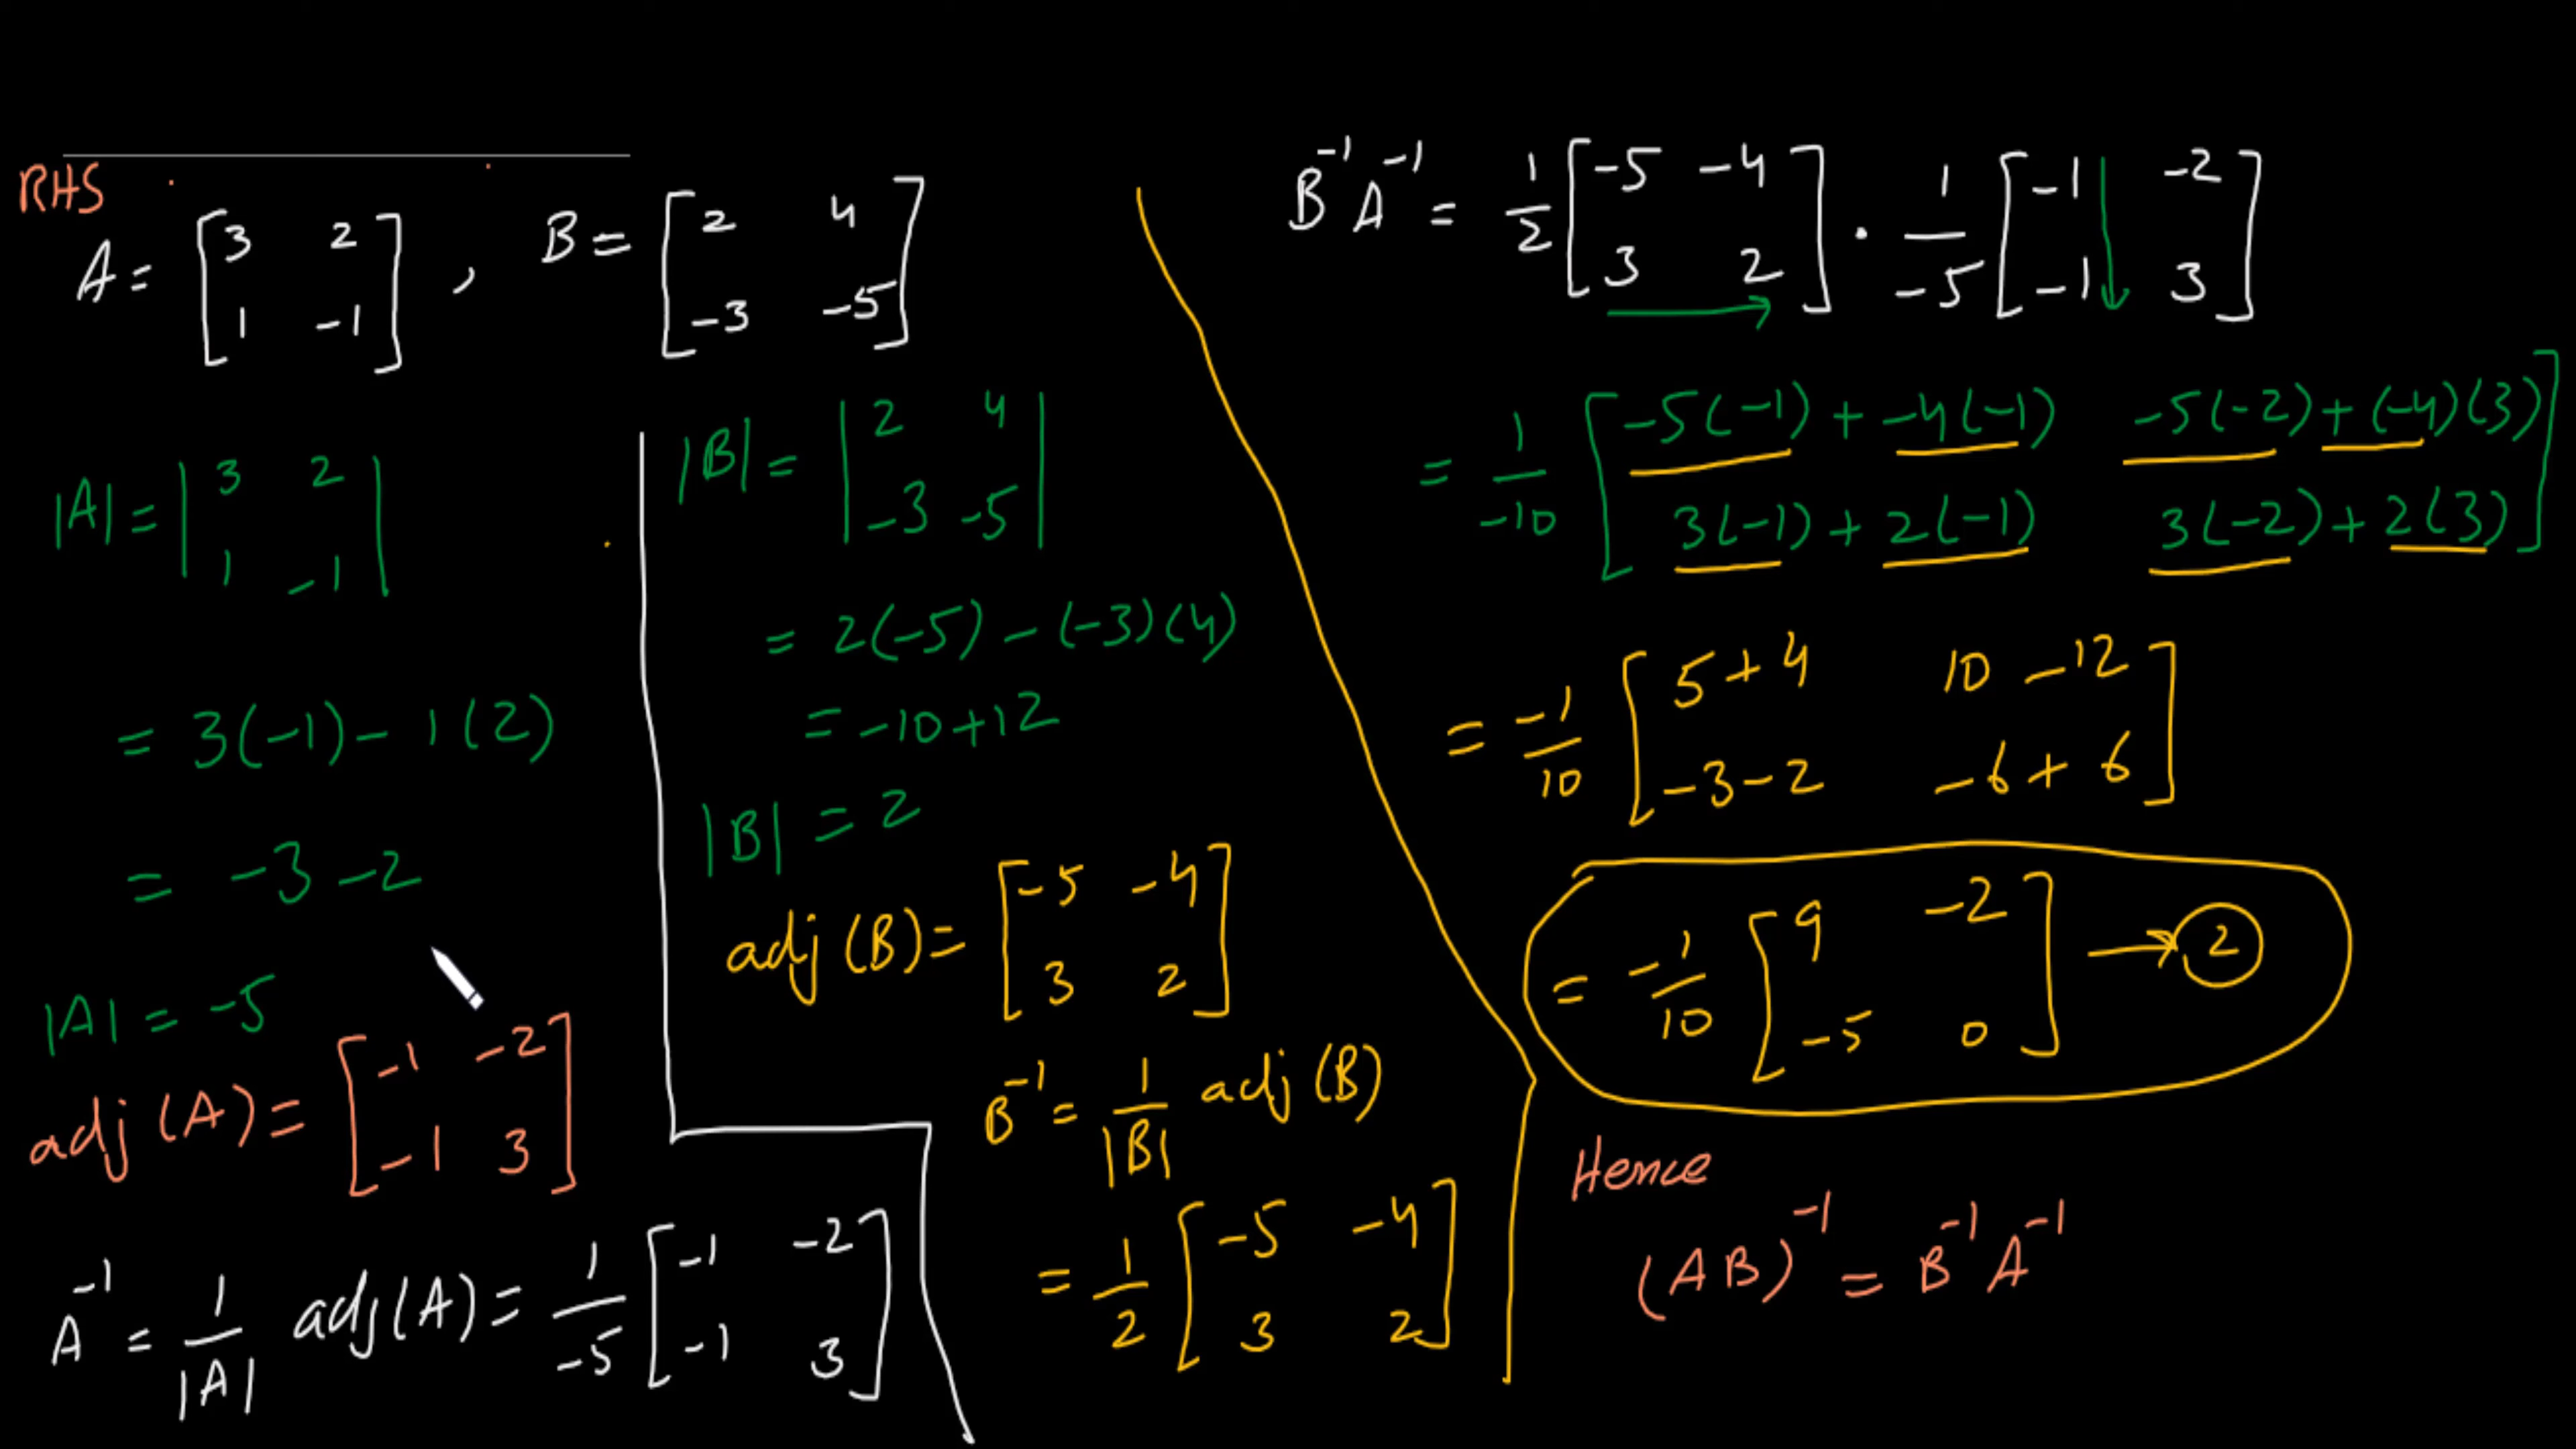 RHS
A = [3 2
1 -1] , B = [2 4
-3 -5]
|A| = |3 2
1 -1|
= 3(-1) - 1(2)
= -3 -2
|A| = -5
adj(A) = [-1 -2
-1 3]
A⁻¹ = 1/|A| adj(A) = 1/-5 [-1 -2
-1 3]
|B| = |2 4
-3 -5|
= 2(-5) - (-3)(4)
= -10+12
|B| = 2
adj(B) = [-5 -4
3 2]
B⁻¹ = 1/|B| adj(B)
= 1/2 [-5 -4
3 2]
B⁻¹A⁻¹ = 1/2 [-5 -4
3 2] . 1/-5 [-1 -2
-1 3]
= 1/-10 [-5(-1) + -4(-1) -5(-2) + (-4)(3)
3(-1) + 2(-1) 3(-2) + 2(3)]
= -1/10 [5+4 10 -12
-3-2 -6+6]
= -1/10 [9 -2
-5 0] → 2
Hence
(AB)⁻¹ = B⁻¹A⁻¹